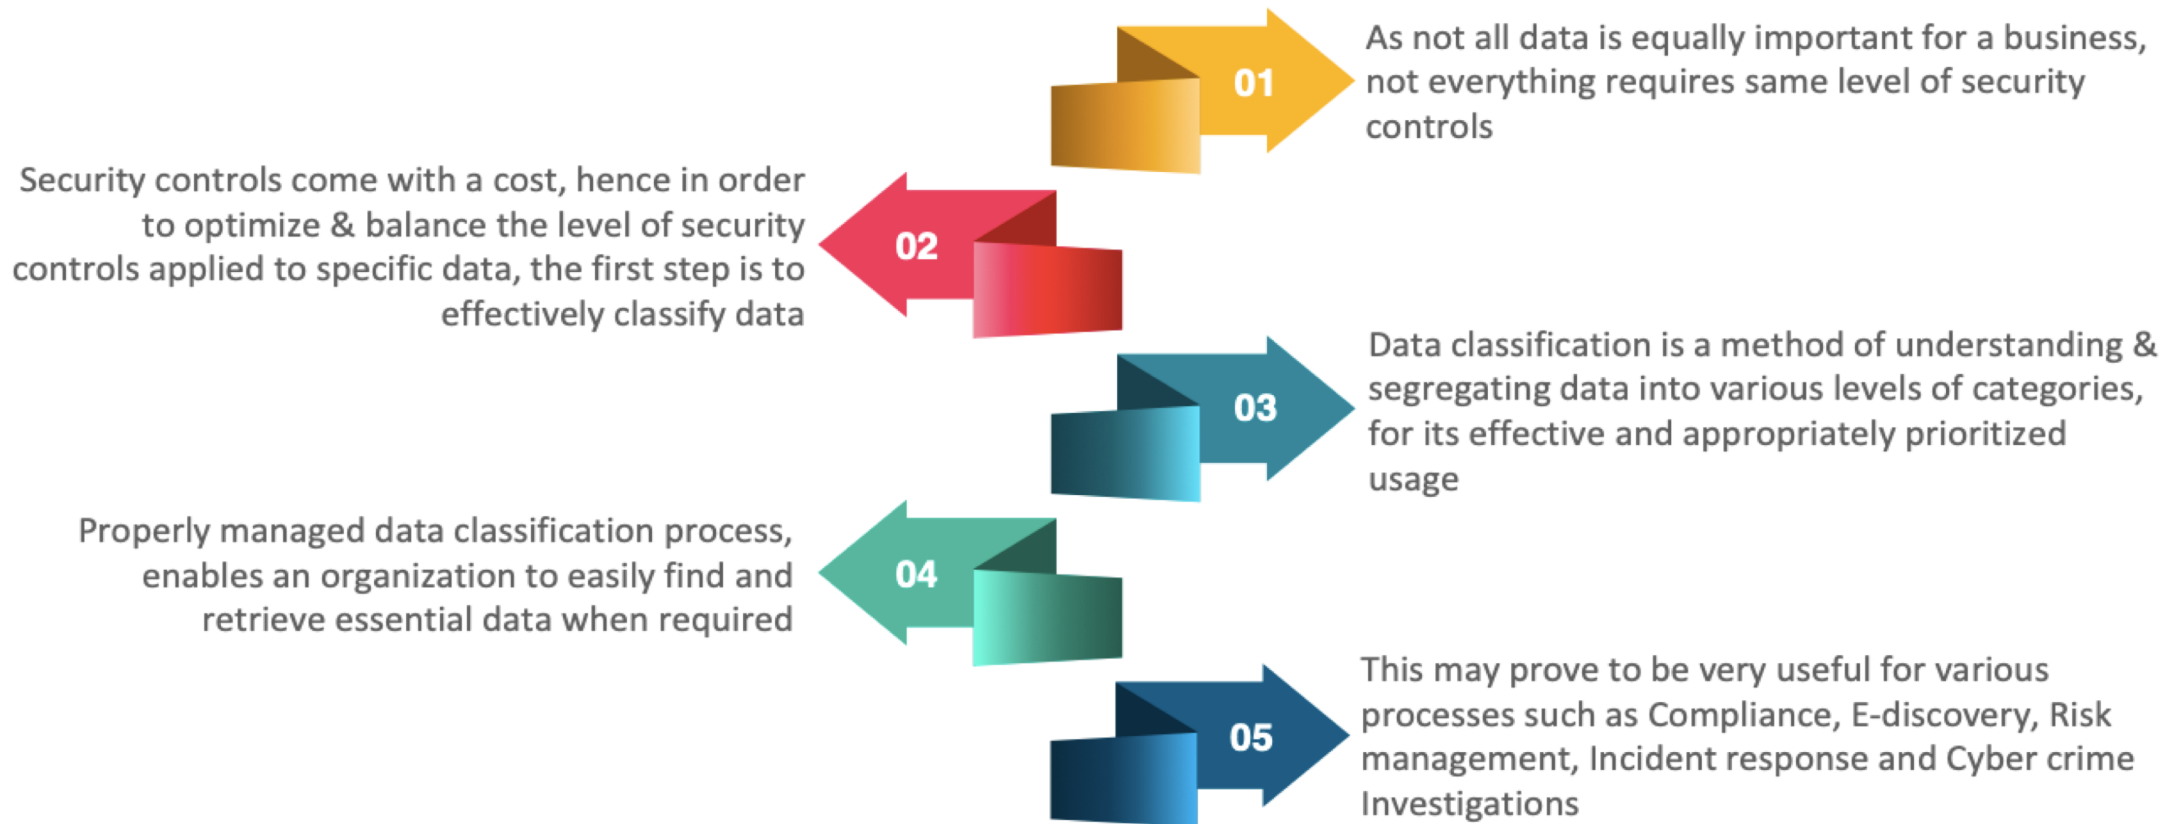 01
As not all data is equally important for a business,
not everything requires same level of security
controls
Security controls come with a cost, hence in order
to optimize & balance the level of security
controls applied to specific data, the first step is to
effectively classify data
02
03
Data classification is a method of understanding &
segregating data into various levels of categories,
for its effective and appropriately prioritized
usage
Properly managed data classification process,
enables an organization to easily find and
retrieve essential data when required
04
05
This may prove to be very useful for various
processes such as Compliance, E-discovery, Risk
management, Incident response and Cyber crime
Investigations